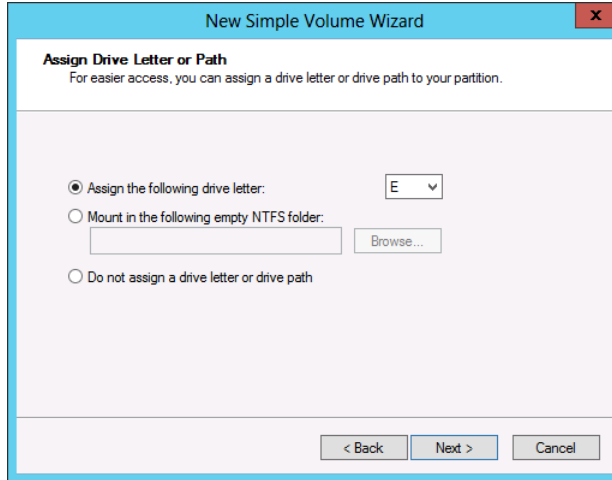 New Simple Volume Wizard
x
Assign Drive Letter or Path
For easier access, you can assign a drive letter or drive path to your partition.
Assign the following drive letter: E
Mount in the following empty NTFS folder:
Browse...
Do not assign a drive letter or drive path
< Back Next > Cancel